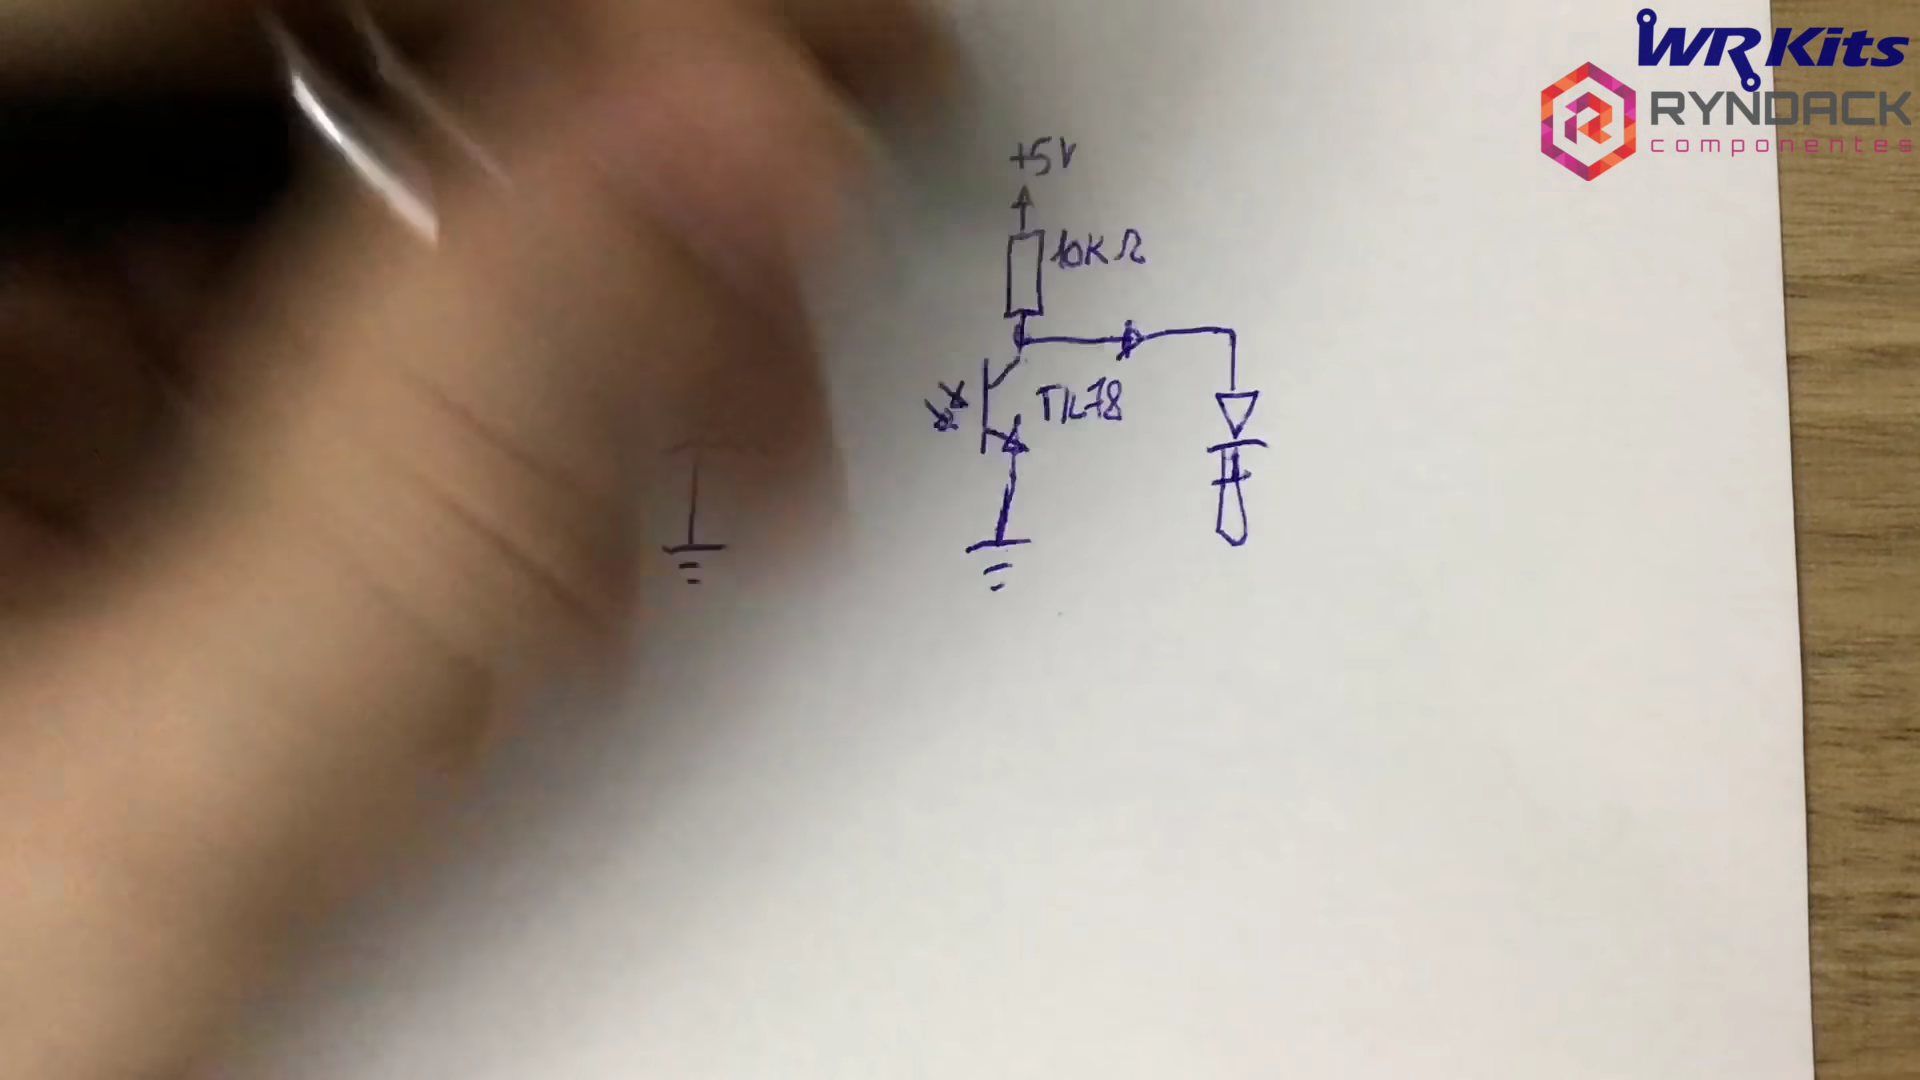 WR Kits
RYNDACK
componentes
+5V
10KΩ
TIL78